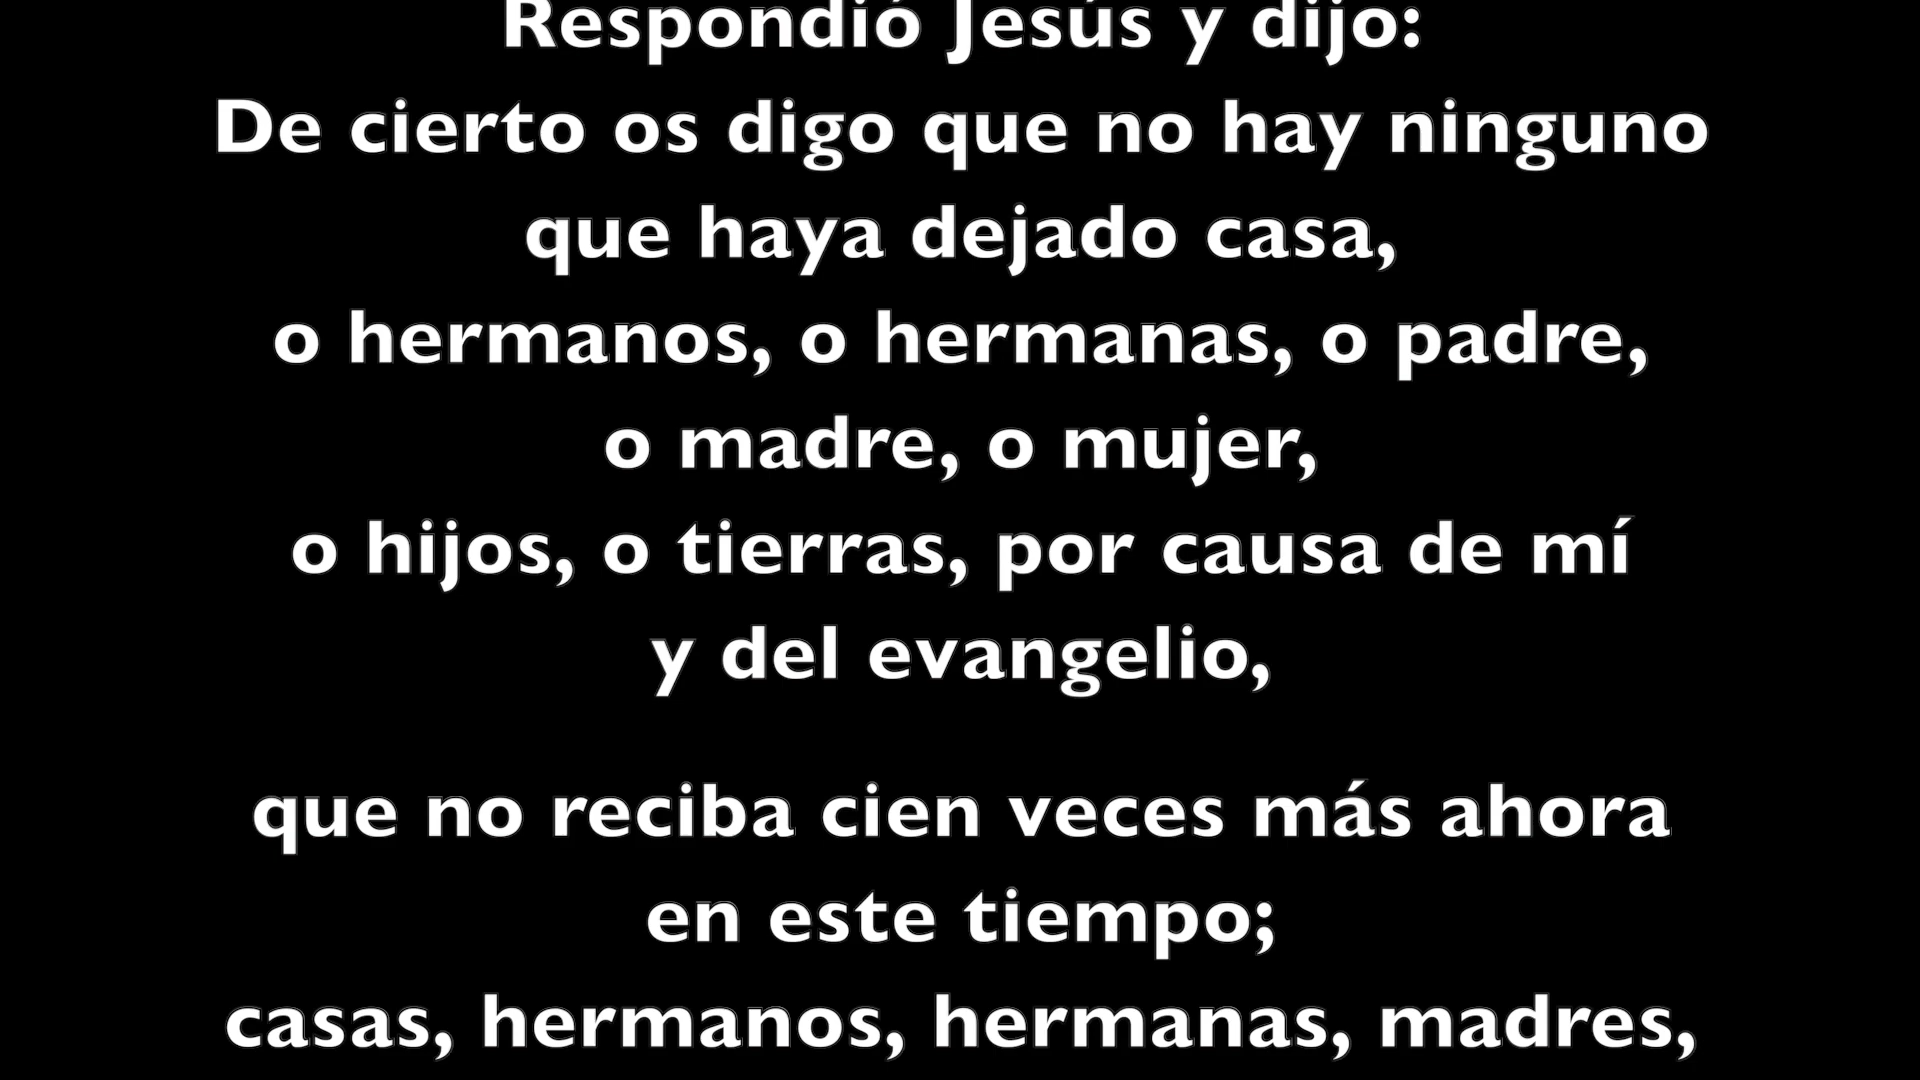 Respondió Jesús y dijo:
De cierto os digo que no hay ninguno
que haya dejado casa,
o hermanos, o hermanas, o padre,
o madre, o mujer,
o hijos, o tierras, por causa de mí
y del evangelio,
que no reciba cien veces más ahora
en este tiempo;
casas, hermanos, hermanas, madres,